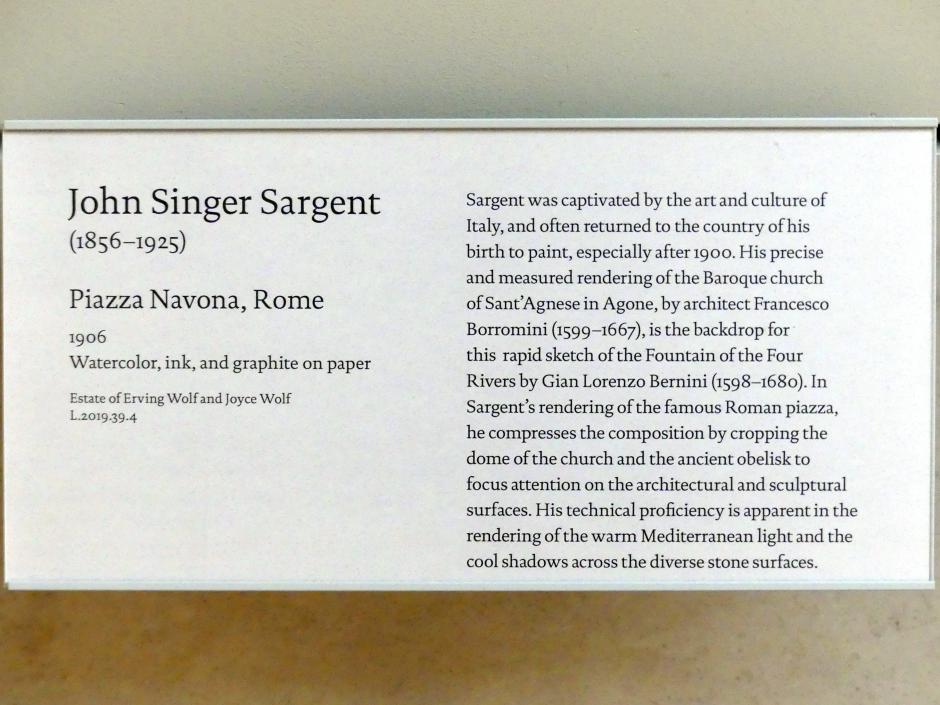 John Singer Sargent
(1856–1925)
Piazza Navona, Rome
1906
Watercolor, ink, and graphite on paper
Estate of Erving Wolf and Joyce Wolf
L.2019.39.4
Sargent was captivated by the art and culture of
Italy, and often returned to the country of his
birth to paint, especially after 1900. His precise
and measured rendering of the Baroque church
of Sant’Agnese in Agone, by architect Francesco
Borromini (1599–1667), is the backdrop for
this rapid sketch of the Fountain of the Four
Rivers by Gian Lorenzo Bernini (1598–1680). In
Sargent’s rendering of the famous Roman piazza,
he compresses the composition by cropping the
dome of the church and the ancient obelisk to
focus attention on the architectural and sculptural
surfaces. His technical proficiency is apparent in the
rendering of the warm Mediterranean light and the
cool shadows across the diverse stone surfaces.